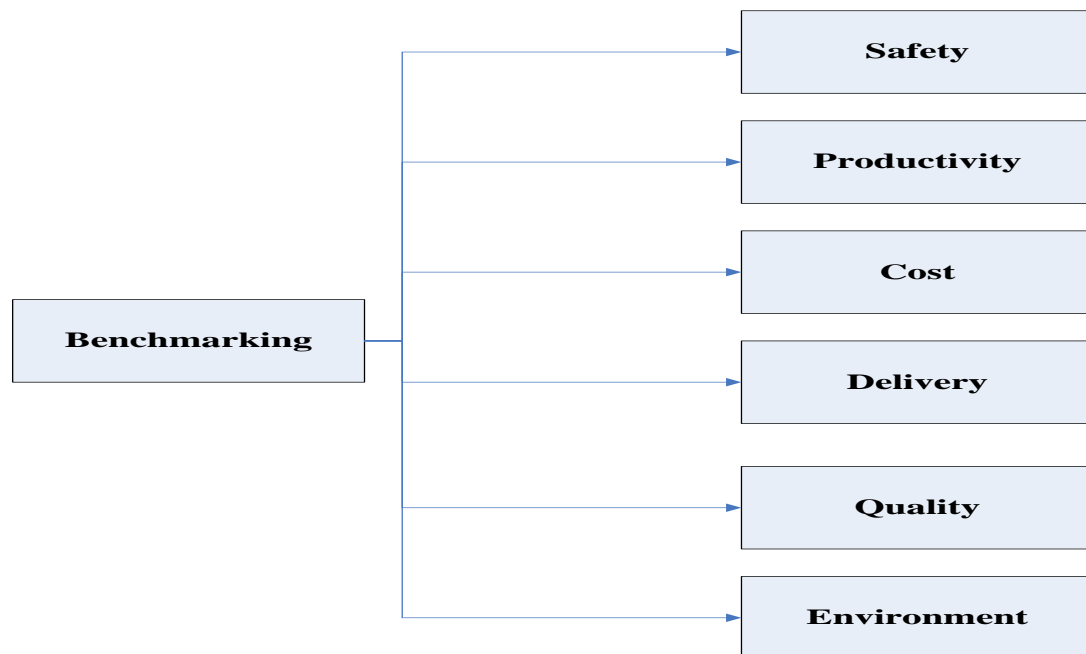 Safety
Productivity
Cost
Benchmarking
Delivery
Quality
Environment